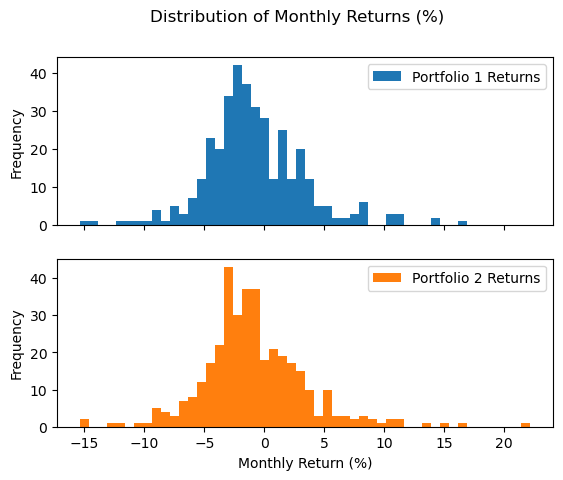 Distribution of Monthly Returns (%)
Portfolio 1 Returns
Frequency
40
30
20
10
0
Portfolio 2 Returns
Frequency
40
30
20
10
0
−15 −10 −5 0 5 10 15 20
Monthly Return (%)